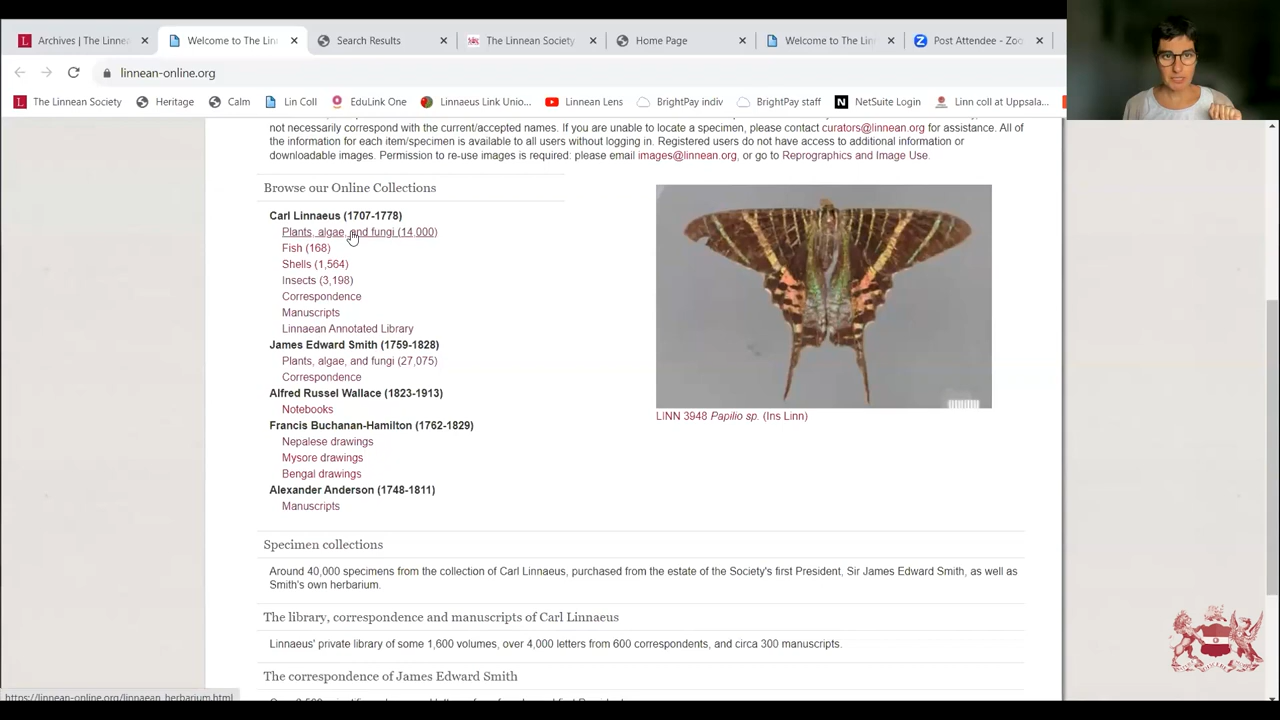 Archives | The Linnea
Welcome to The Linn
Search Results
The Linnean Society
Home Page
Welcome to The Linn
Post Attendee - Zoo
linnean-online.org
The Linnean Society
Heritage
Calm
Lin Coll
EduLink One
Linnaeus Link Unio...
Linnean Lens
BrightPay indiv
BrightPay staff
NetSuite Login
Linn coll at Uppsala...
not necessarily correspond with the current/accepted names. If you are unable to locate a specimen, please contact curators@linnean.org for assistance. All of
the information for each item/specimen is available to all users without logging in. Registered users do not have access to additional information or
downloadable images. Permission to re-use images is required: please email images@linnean.org, or go to Reprographics and Image Use.
Browse our Online Collections
Carl Linnaeus (1707-1778)
Plants, algae, and fungi (14,000)
Fish (168)
Shells (1,564)
Insects (3,198)
Correspondence
Manuscripts
Linnaean Annotated Library
James Edward Smith (1759-1828)
Plants, algae, and fungi (27,075)
Correspondence
Alfred Russel Wallace (1823-1913)
Notebooks
Francis Buchanan-Hamilton (1762-1829)
Nepalese drawings
Mysore drawings
Bengal drawings
Alexander Anderson (1748-1811)
Manuscripts
LINN 3948 Papilio sp. (Ins Linn)
Specimen collections
Around 40,000 specimens from the collection of Carl Linnaeus, purchased from the estate of the Society's first President, Sir James Edward Smith, as well as
Smith's own herbarium.
The library, correspondence and manuscripts of Carl Linnaeus
Linnaeus' private library of some 1,600 volumes, over 4,000 letters from 600 correspondents, and circa 300 manuscripts.
The correspondence of James Edward Smith
https://linnean-online.org/linnaean_herbarium.html